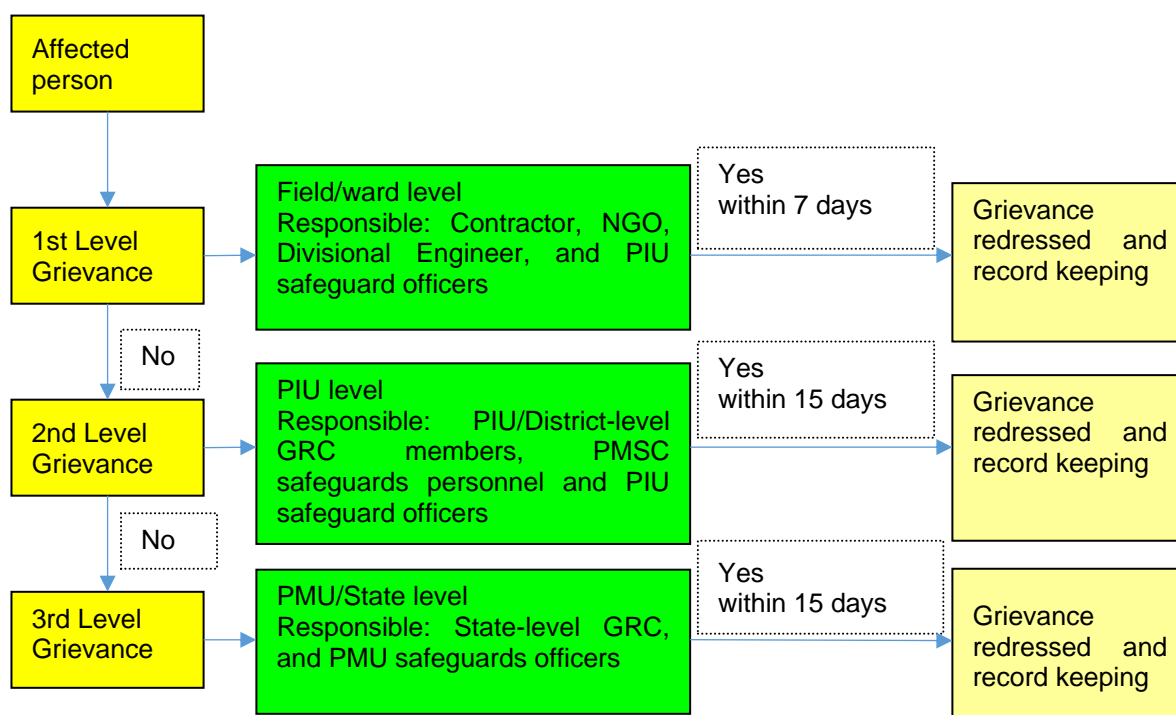 Affected
person
1st Level
Grievance
Field/ward level
Responsible: Contractor, NGO,
Divisional Engineer, and PIU
safeguard officers
Yes
within 7 days
Grievance
redressed and
record keeping
No
2nd Level
Grievance
PIU level
Responsible: PIU/District-level
GRC members, PMSC
safeguards personnel and PIU
safeguard officers
Yes
within 15 days
Grievance
redressed and
record keeping
No
3rd Level
Grievance
PMU/State level
Responsible: State-level GRC,
and PMU safeguards officers
Yes
within 15 days
Grievance
redressed and
record keeping